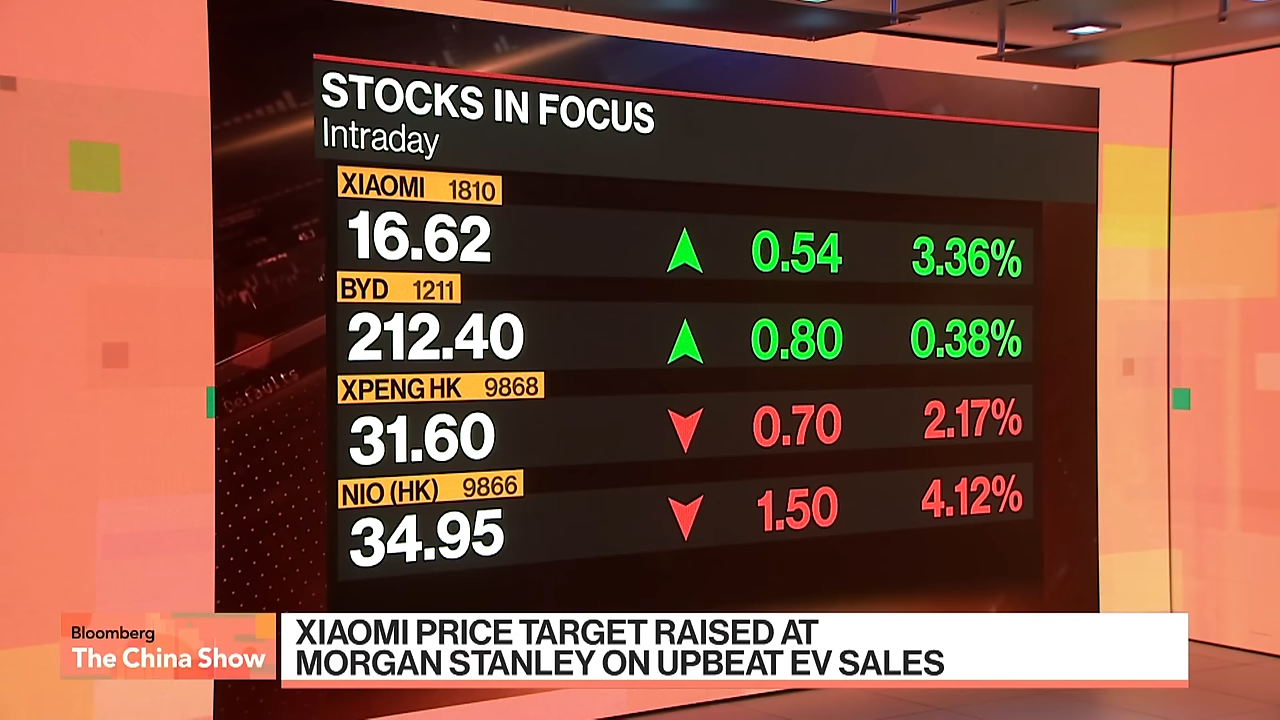 STOCKS IN FOCUS
Intraday
XIAOMI 1810
16.62 ▲ 0.54 3.36%
BYD 1211
212.40 ▲ 0.80 0.38%
XPENG HK 9868
31.60 ▼ 0.70 2.17%
NIO (HK) 9866
34.95 ▼ 1.50 4.12%
Defaults
Bloomberg
The China Show
XIAOMI PRICE TARGET RAISED AT
MORGAN STANLEY ON UPBEAT EV SALES